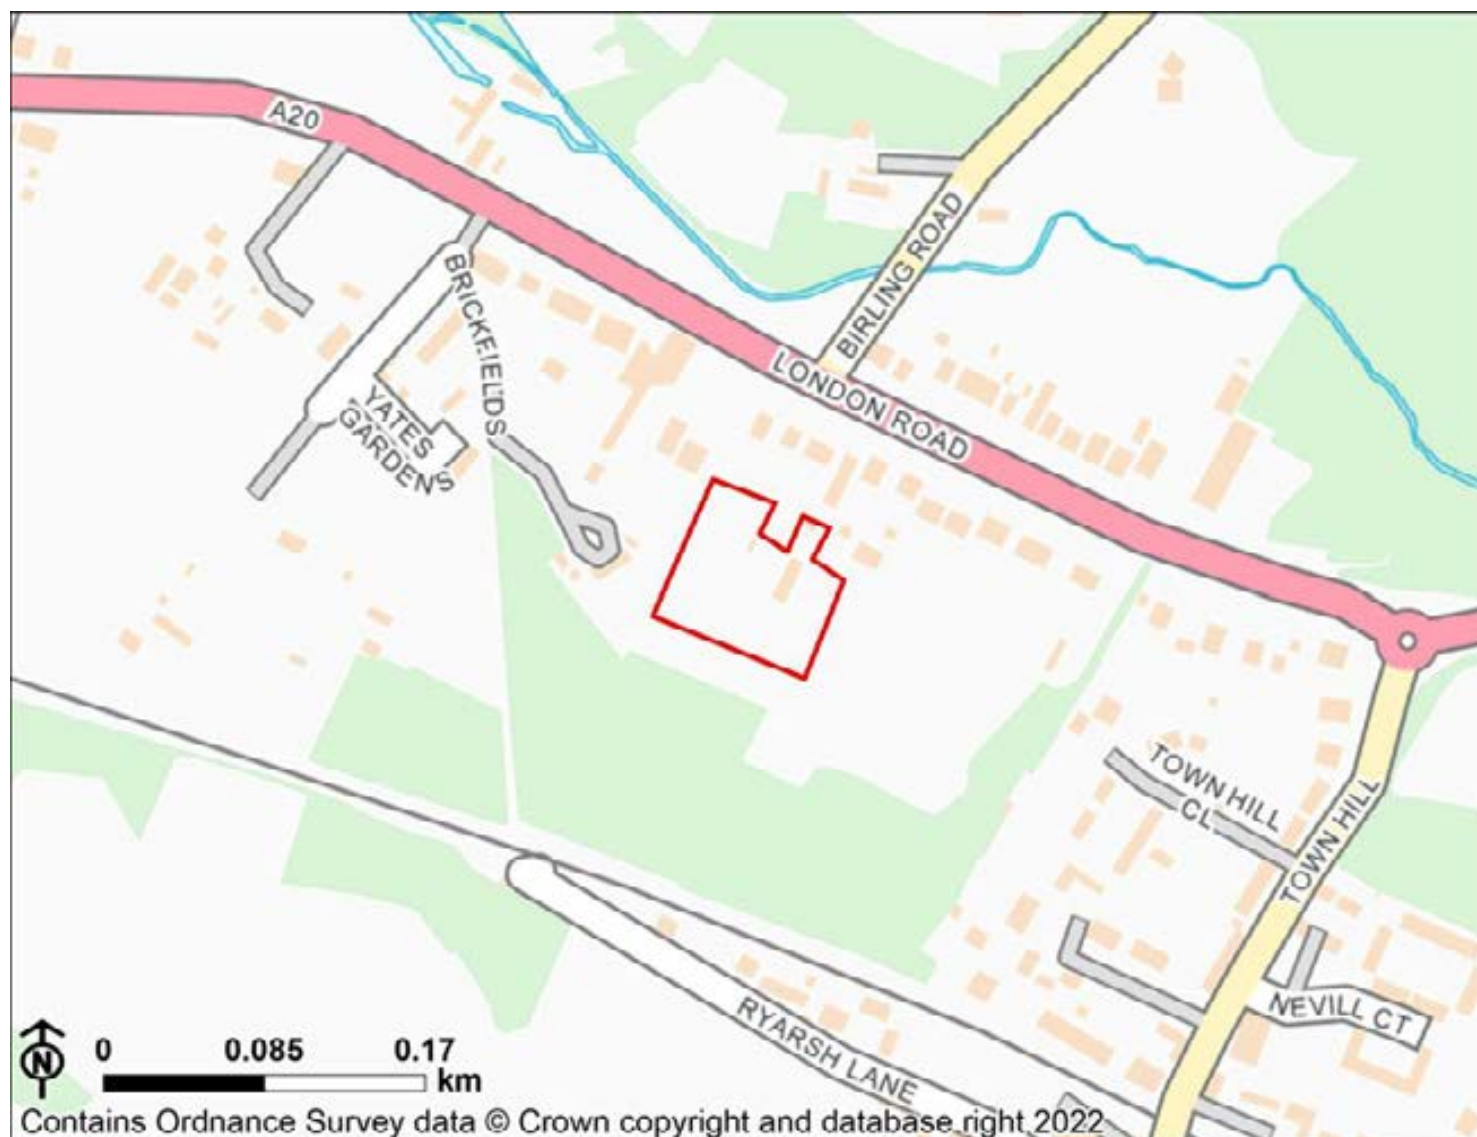 A20
BIRLING ROAD
BRICKFIELDS
LONDON ROAD
YATES
GARDENS
TOWN HILL
CL
TOWN HILL
NEVILL CT
RYARSH LANE
N
0 0.085 0.17
km
Contains Ordnance Survey data © Crown copyright and database right 2022